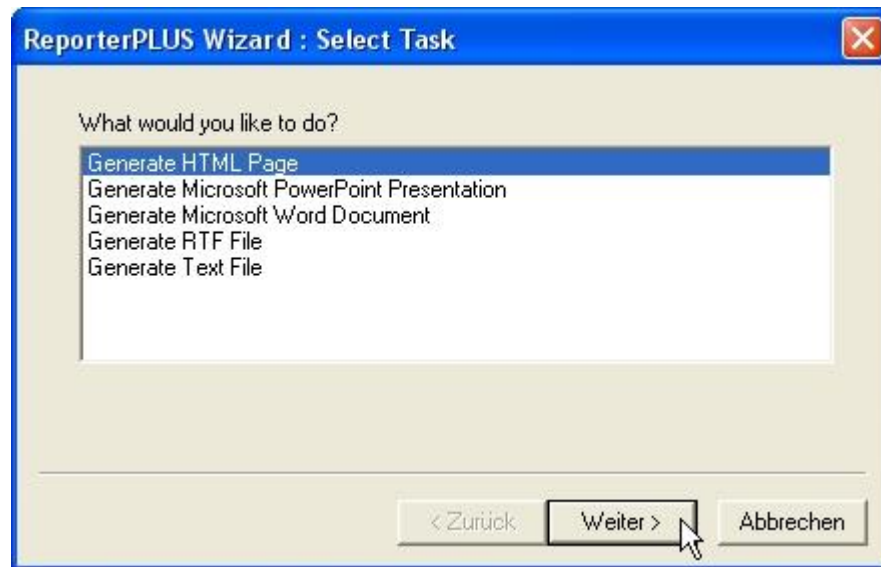 ReporterPLUS Wizard : Select Task
What would you like to do?
Generate HTML Page
Generate Microsoft PowerPoint Presentation
Generate Microsoft Word Document
Generate RTF File
Generate Text File
< Zurück Weiter > Abbrechen